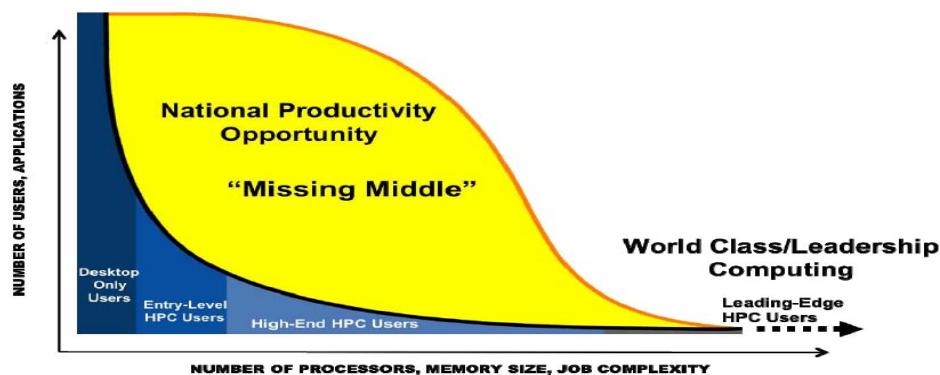 NUMBER OF USERS, APPLICATIONS
National Productivity
Opportunity
“Missing Middle”
World Class/Leadership
Computing
Desktop
Only
Users
Entry-Level
HPC Users
High-End HPC Users
Leading-Edge
HPC Users
NUMBER OF PROCESSORS, MEMORY SIZE, JOB COMPLEXITY